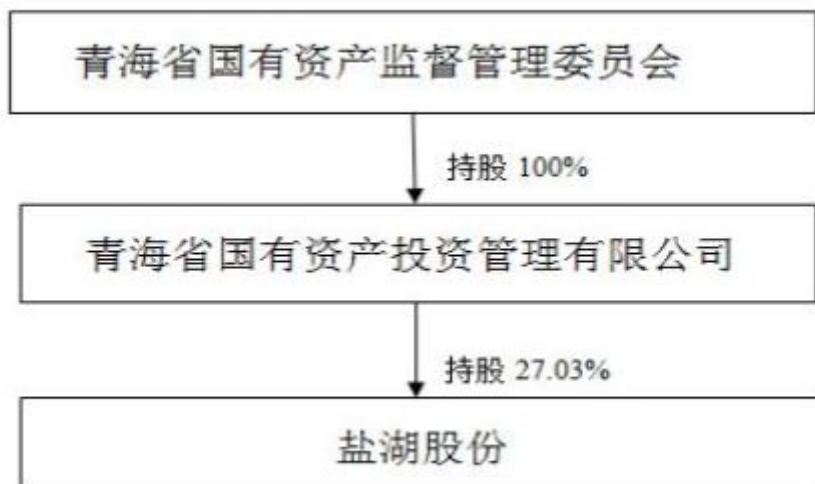 青海省国有资产监督管理委员会
持股 100%
青海省国有资产投资管理有限公司
持股 27.03%
盐湖股份